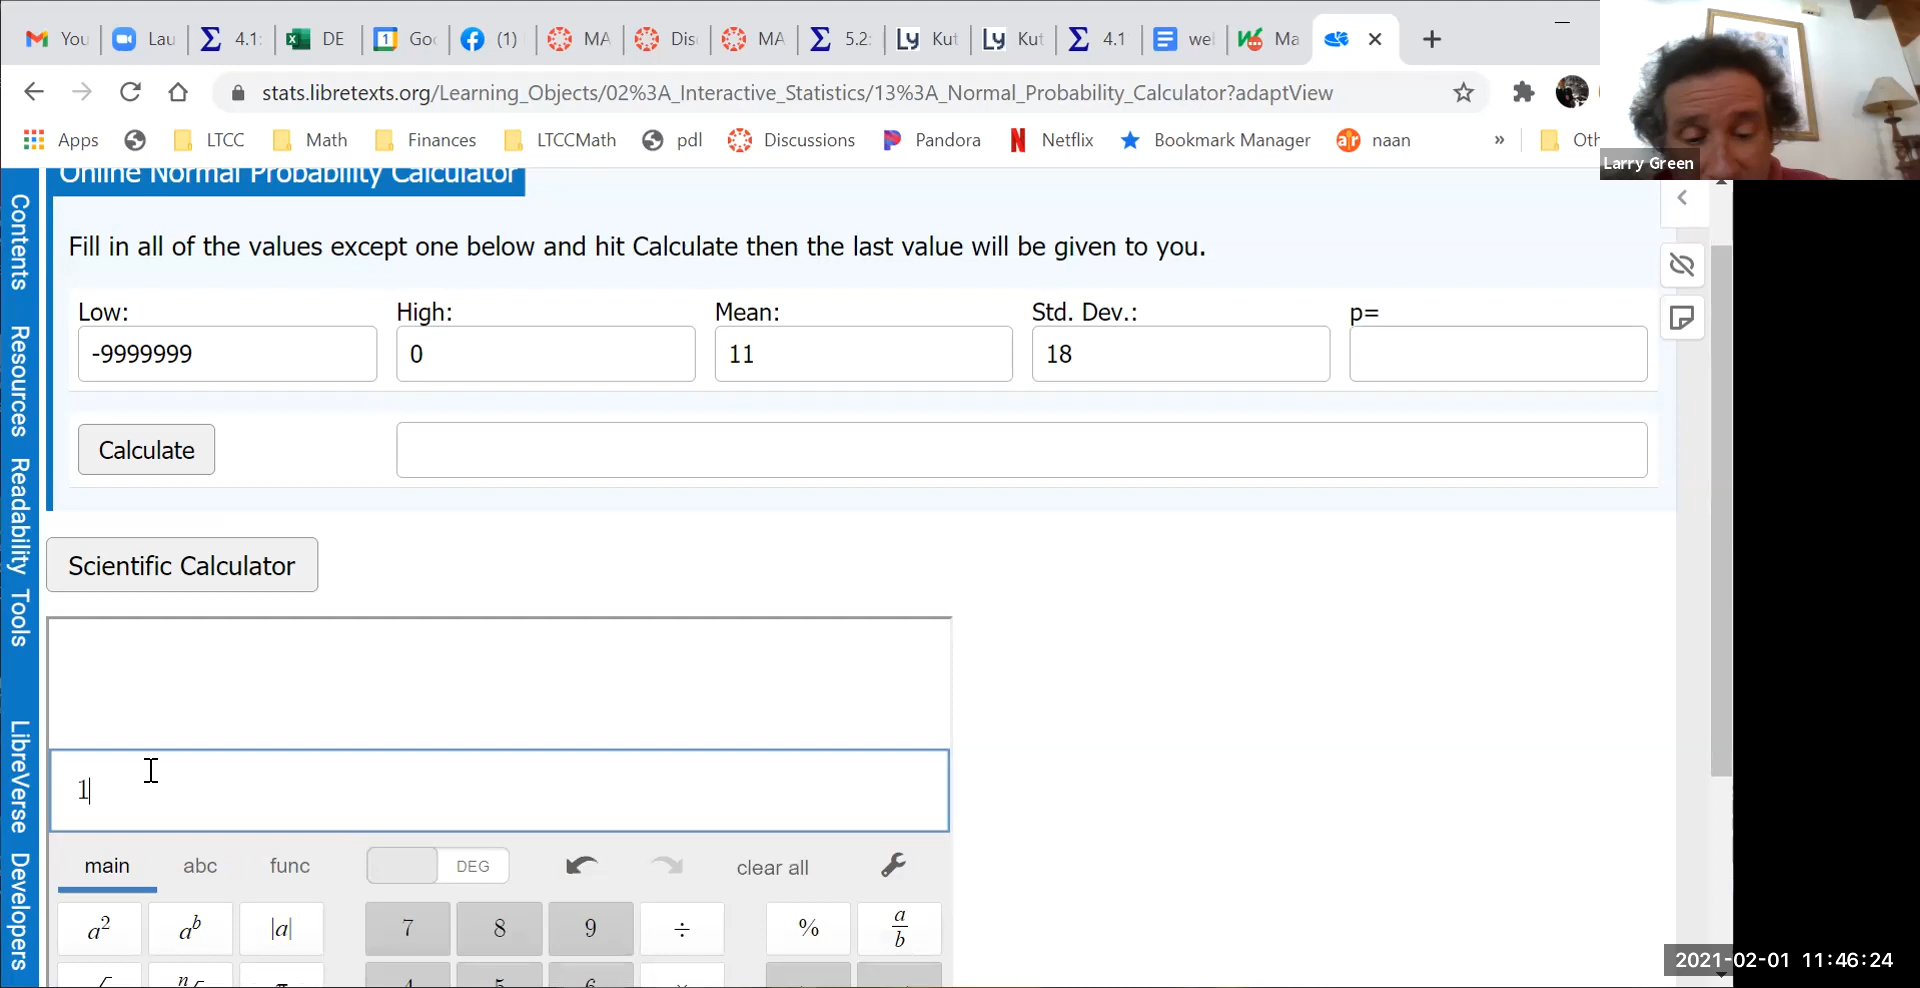 You Lau 4.1: DE Goc (1) MA Dis MA 5.2: Kut Kut 4.1 wel Ma
stats.libretexts.org/Learning_Objects/02%3A_Interactive_Statistics/13%3A_Normal_Probability_Calculator?adaptView
Apps LTCC Math Finances LTCCMath pdl Discussions Pandora Netflix Bookmark Manager naan » Oth
Larry Green
Online Normal Probability Calculator
Fill in all of the values except one below and hit Calculate then the last value will be given to you.
Low: High: Mean: Std. Dev.: p=
-9999999 0 11 18
Calculate
Scientific Calculator
1
main abc func DEG clear all
a² aᵇ |a| 7 8 9 ÷ % a/b
Contents
Resources
Readability
Tools
LibreVerse
Developers
2021-02-01 11:46:24